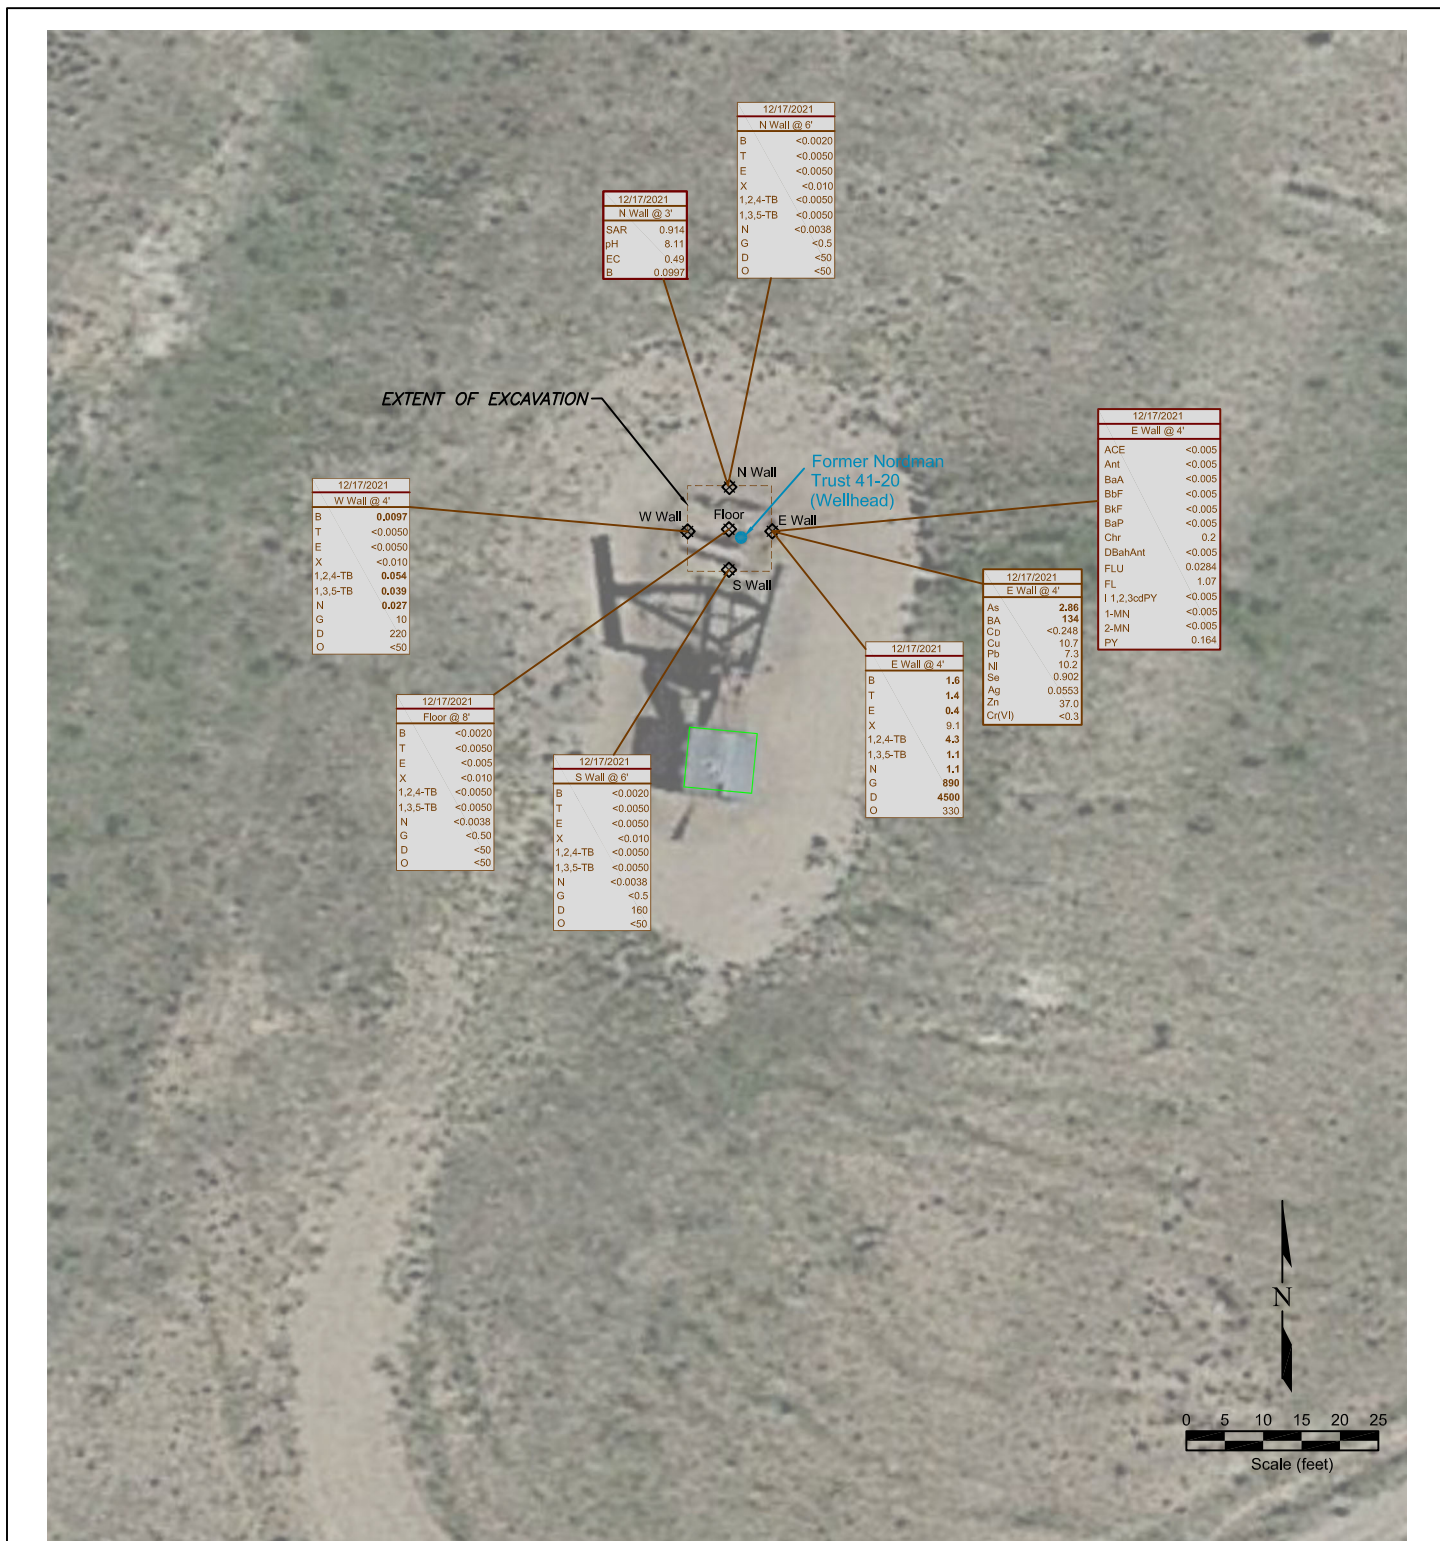 12/17/2021
N Wall @ 6'
B <0.0020
T <0.0050
E <0.0050
X <0.010
1,2,4-TB <0.0050
1,3,5-TB <0.0050
N <0.0038
G <0.5
D <50
O <50
12/17/2021
N Wall @ 3'
SAR 0.914
pH 8.11
EC 0.49
B 0.0997
EXTENT OF EXCAVATION
12/17/2021
E Wall @ 4'
ACE <0.005
Ant <0.005
BaA <0.005
BbF <0.005
BkF <0.005
BaP <0.005
Chr 0.2
DBahAnt <0.005
FLU 0.0284
FL 1.07
I 1,2,3cdPY <0.005
1-MN <0.005
2-MN <0.005
PY 0.164
Former Nordman
Trust 41-20
(Wellhead)
N Wall
W Wall
Floor
E Wall
S Wall
12/17/2021
W Wall @ 4'
B 0.0097
T <0.0050
E <0.0050
X <0.010
1,2,4-TB 0.054
1,3,5-TB 0.039
N 0.027
G 10
D 220
O <50
12/17/2021
E Wall @ 4'
As 2.86
BA 134
CD <0.248
Cu 10.7
Pb 7.3
NI 10.2
Se 0.902
Ag 0.0553
Zn 37.0
Cr(VI) <0.3
12/17/2021
E Wall @ 4'
B 1.6
T 1.4
E 0.4
X 9.1
1,2,4-TB 4.3
1,3,5-TB 1.1
N 1.1
G 890
D 4500
O 330
12/17/2021
Floor @ 8'
B <0.0020
T <0.0050
E <0.005
X <0.010
1,2,4-TB <0.0050
1,3,5-TB <0.0050
N <0.0038
G <0.50
D <50
O <50
12/17/2021
S Wall @ 6'
B <0.0020
T <0.0050
E <0.0050
X <0.010
1,2,4-TB <0.0050
1,3,5-TB <0.0050
N <0.0038
G <0.5
D 160
O <50
N
0 5 10 15 20 25
Scale (feet)